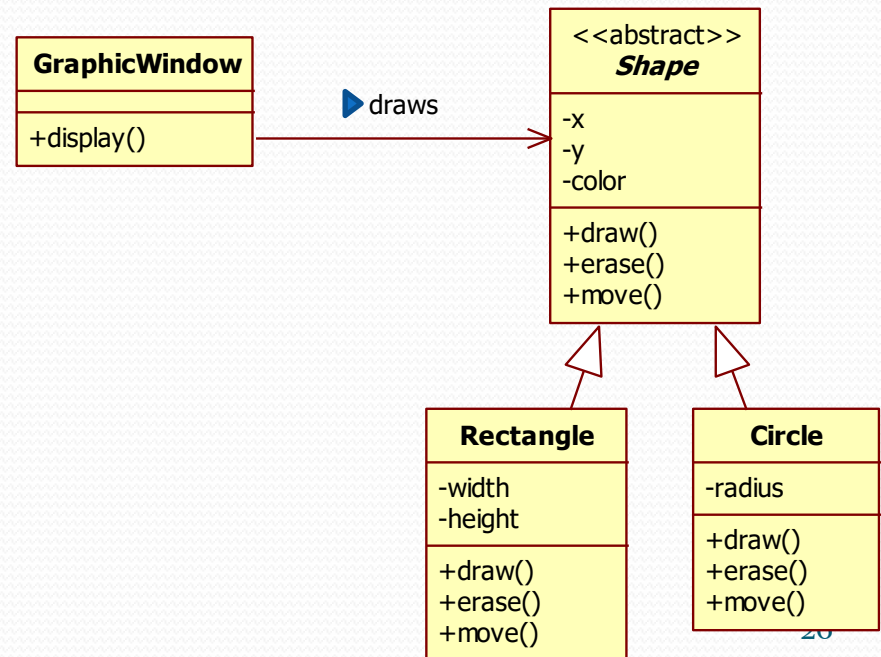 GraphicWindow
+display()
draws
<<abstract>>
Shape
-x
-y
-color
+draw()
+erase()
+move()
Rectangle
-width
-height
+draw()
+erase()
+move()
Circle
-radius
+draw()
+erase()
+move()